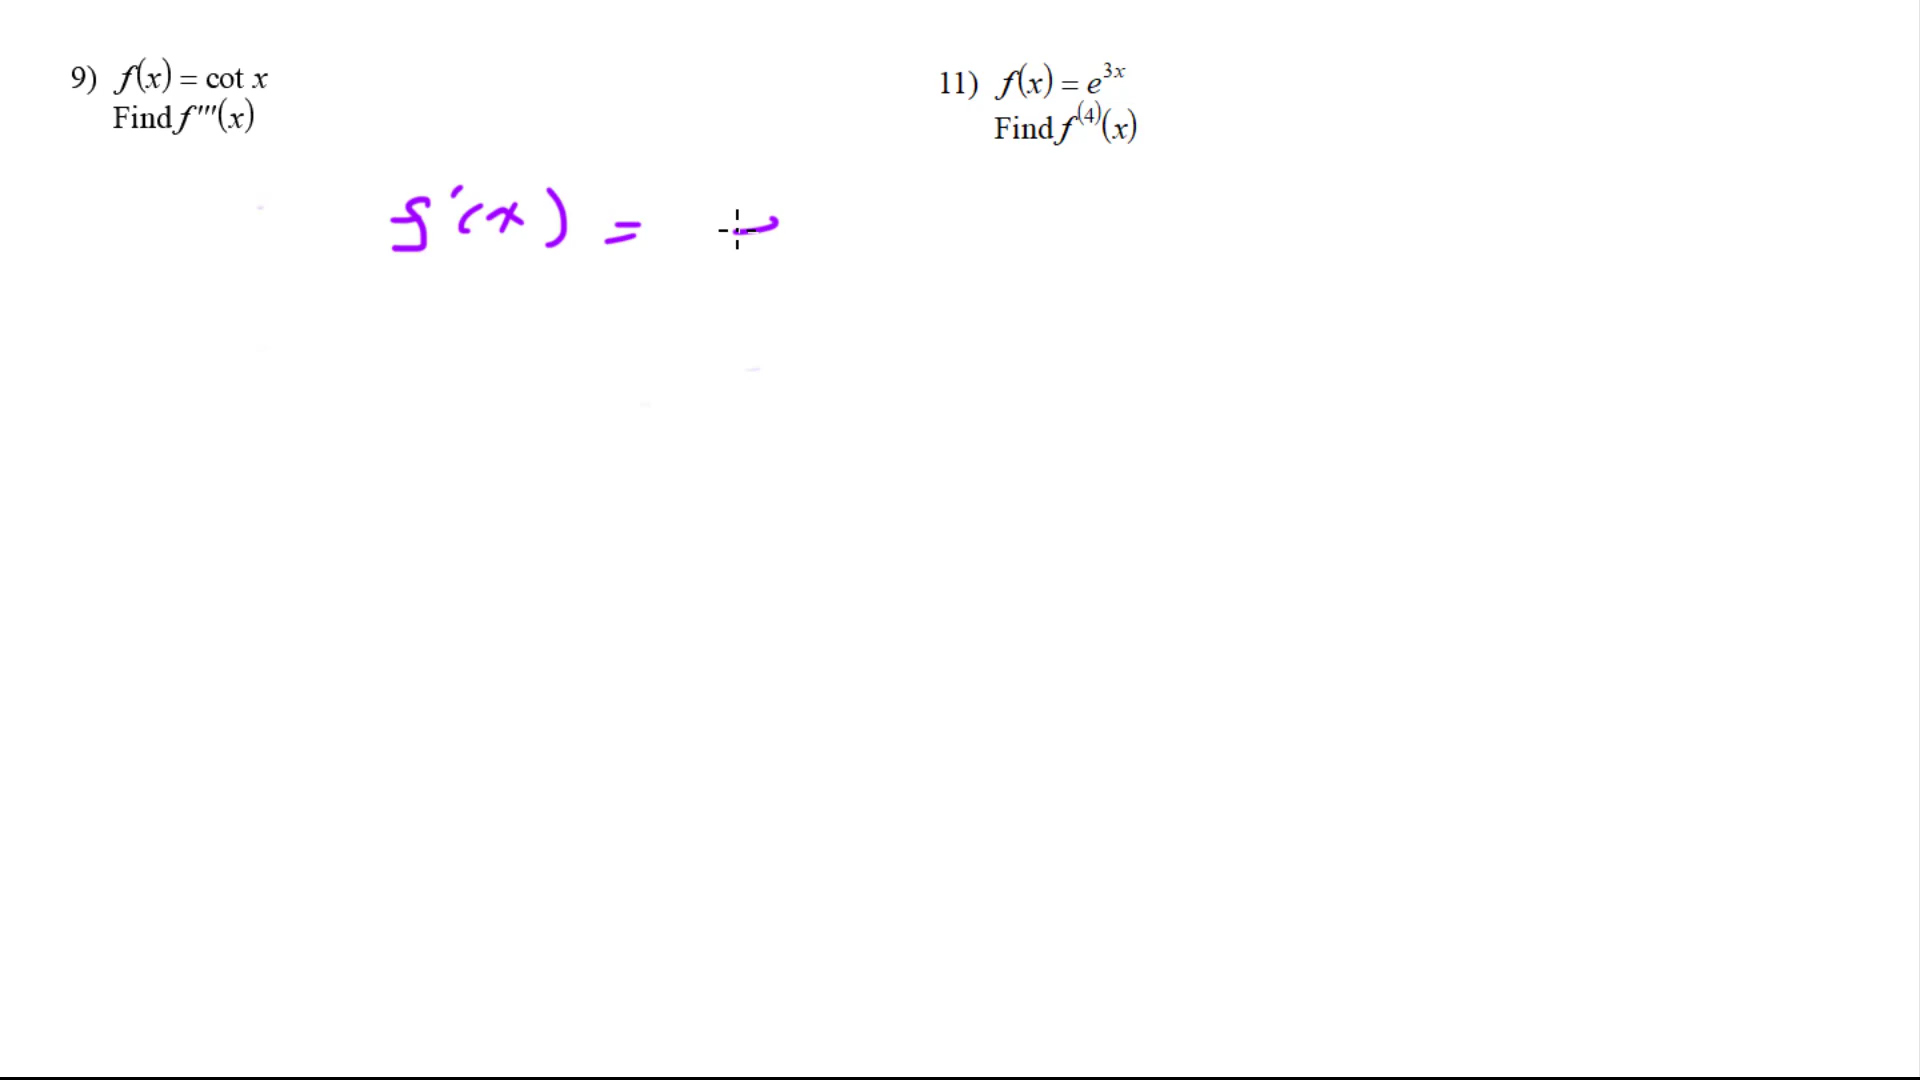 9) f(x) = cot x
Find f'''(x)
11) f(x) = e^{3x}
Find f^{(4)}(x)
f'(x) = -